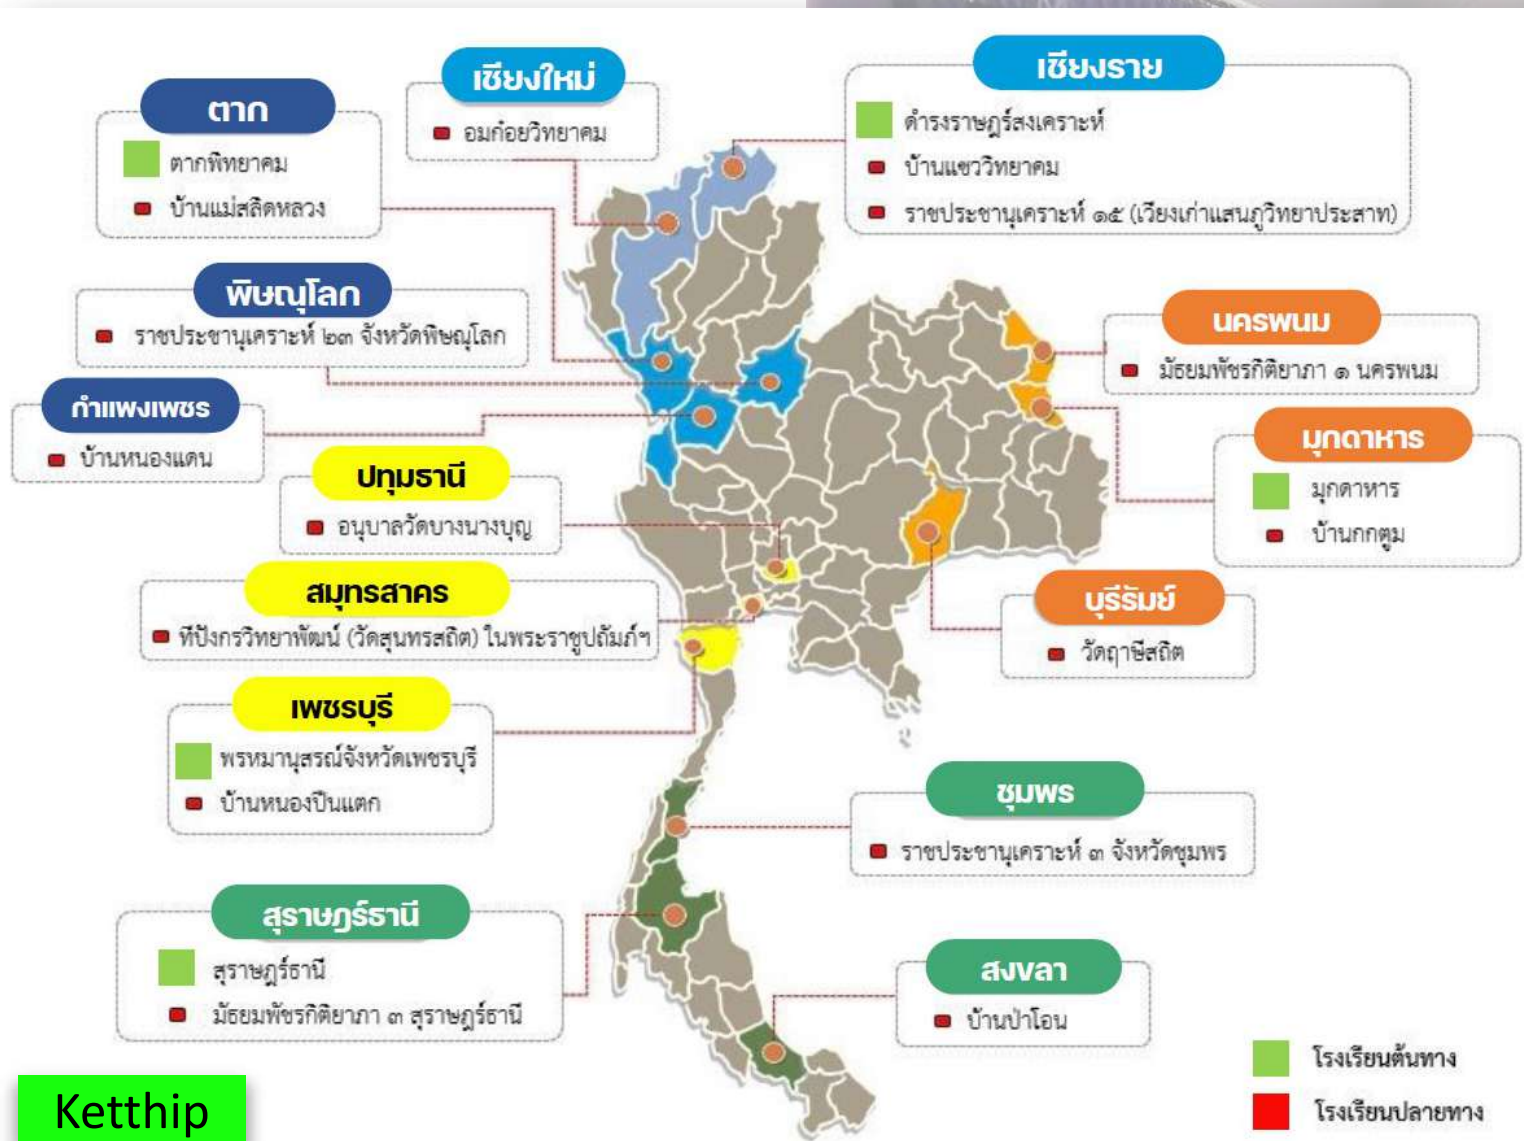 เชียงใหม่
อมก๋อยวิทยาคม
เชียงราย
ดำรงราษฎร์สงเคราะห์
บ้านแซววิทยาคม
ราชประชานุเคราะห์ ๑๕ (เวียงเก่าแสนภูวิทยาประสาท)
ตาก
ตากพิทยาคม
บ้านแม่สลิดหลวง
พิษณุโลก
ราชประชานุเคราะห์ ๒๓ จังหวัดพิษณุโลก
นครพนม
มัธยมพัชรกิติยาภา ๑ นครพนม
กำแพงเพชร
บ้านหนองแดน
มุกดาหาร
มุกดาหาร
บ้านกกตูม
ปทุมธานี
อนุบาลวัดบางนางบุญ
สมุทรสาคร
ทีปังกรวิทยาพัฒน์ (วัดสุนทรสถิต) ในพระราชูปถัมภ์ฯ
บุรีรัมย์
วัดฤาษีสถิต
เพชรบุรี
พรหมานุสรณ์จังหวัดเพชรบุรี
บ้านหนองปืนแตก
ชุมพร
ราชประชานุเคราะห์ ๓ จังหวัดชุมพร
สุราษฎร์ธานี
สุราษฎร์ธานี
มัธยมพัชรกิติยาภา ๓ สุราษฎร์ธานี
สงขลา
บ้านป่าโอน
โรงเรียนต้นทาง
โรงเรียนปลายทาง
Ketthip